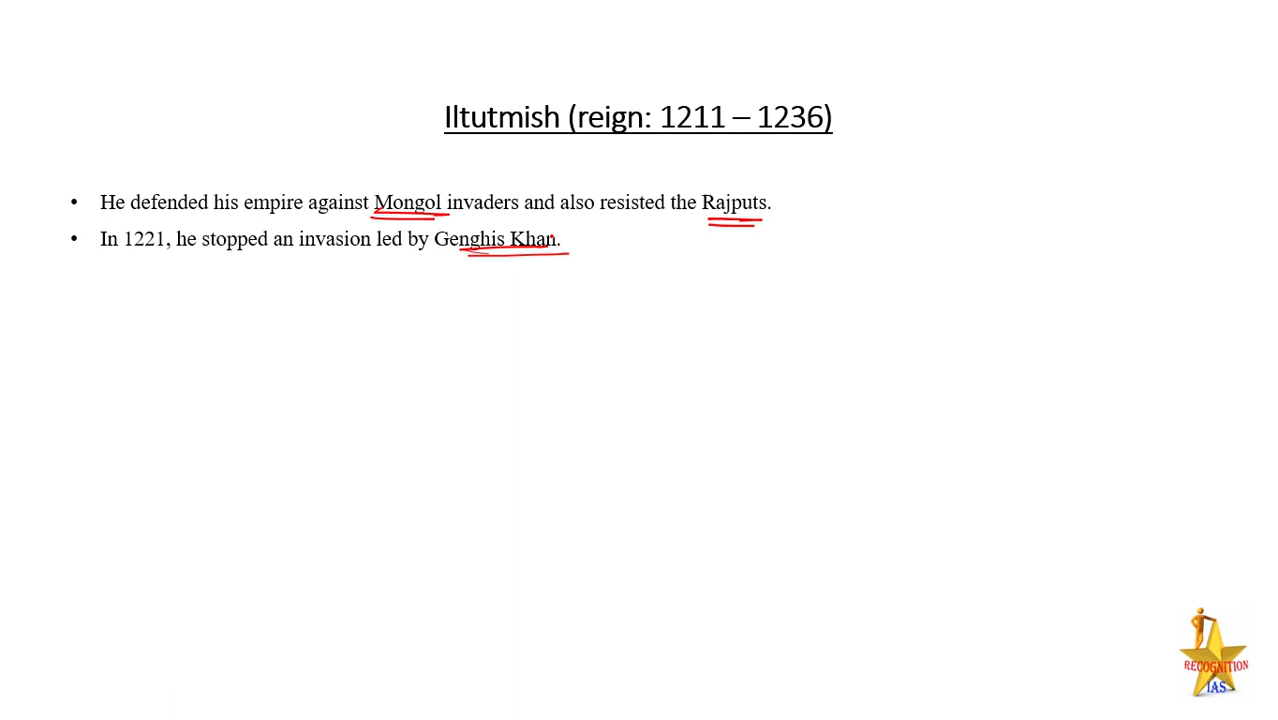 Iltutmish (reign: 1211 – 1236)
• He defended his empire against Mongol invaders and also resisted the Rajputs.
• In 1221, he stopped an invasion led by Genghis Khan.
RECOGNITION
IAS